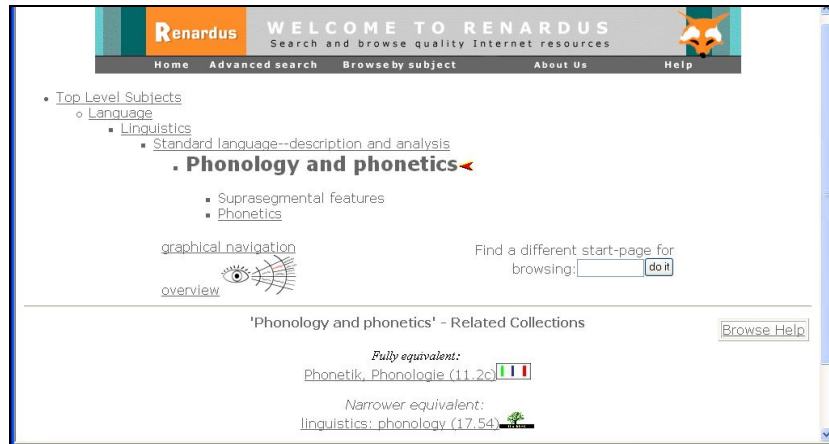 Renardus
WELCOME TO RENARDUS
Search and browse quality Internet resources
Home Advanced search Browse by subject About Us Help
Top Level Subjects
Language
Linguistics
Standard language--description and analysis
Phonology and phonetics
Suprasegmental features
Phonetics
graphical navigation
overview
Find a different start-page for
browsing: do it
'Phonology and phonetics' - Related Collections
Browse Help
Fully equivalent:
Phonetik, Phonologie (11.2c)
Narrower equivalent:
linguistics: phonology (17.54)